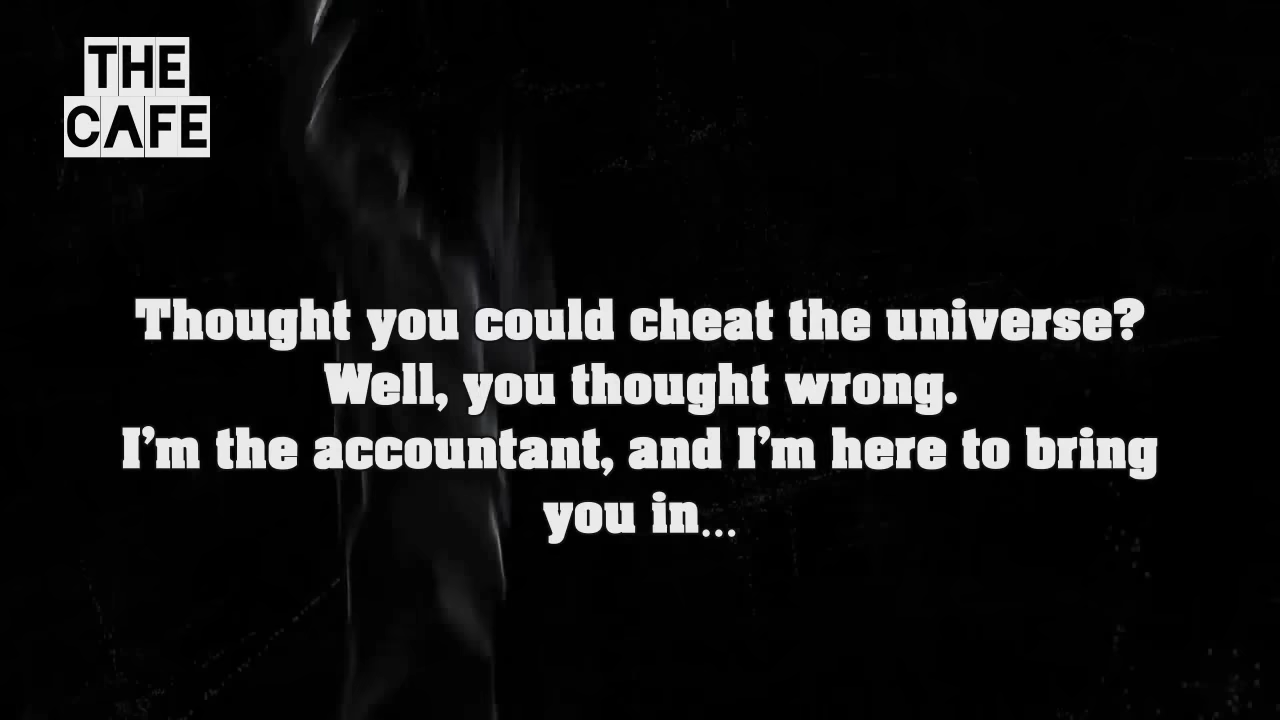 THE
CAFE
Thought you could cheat the universe?
Well, you thought wrong.
I'm the accountant, and I'm here to bring
you in...